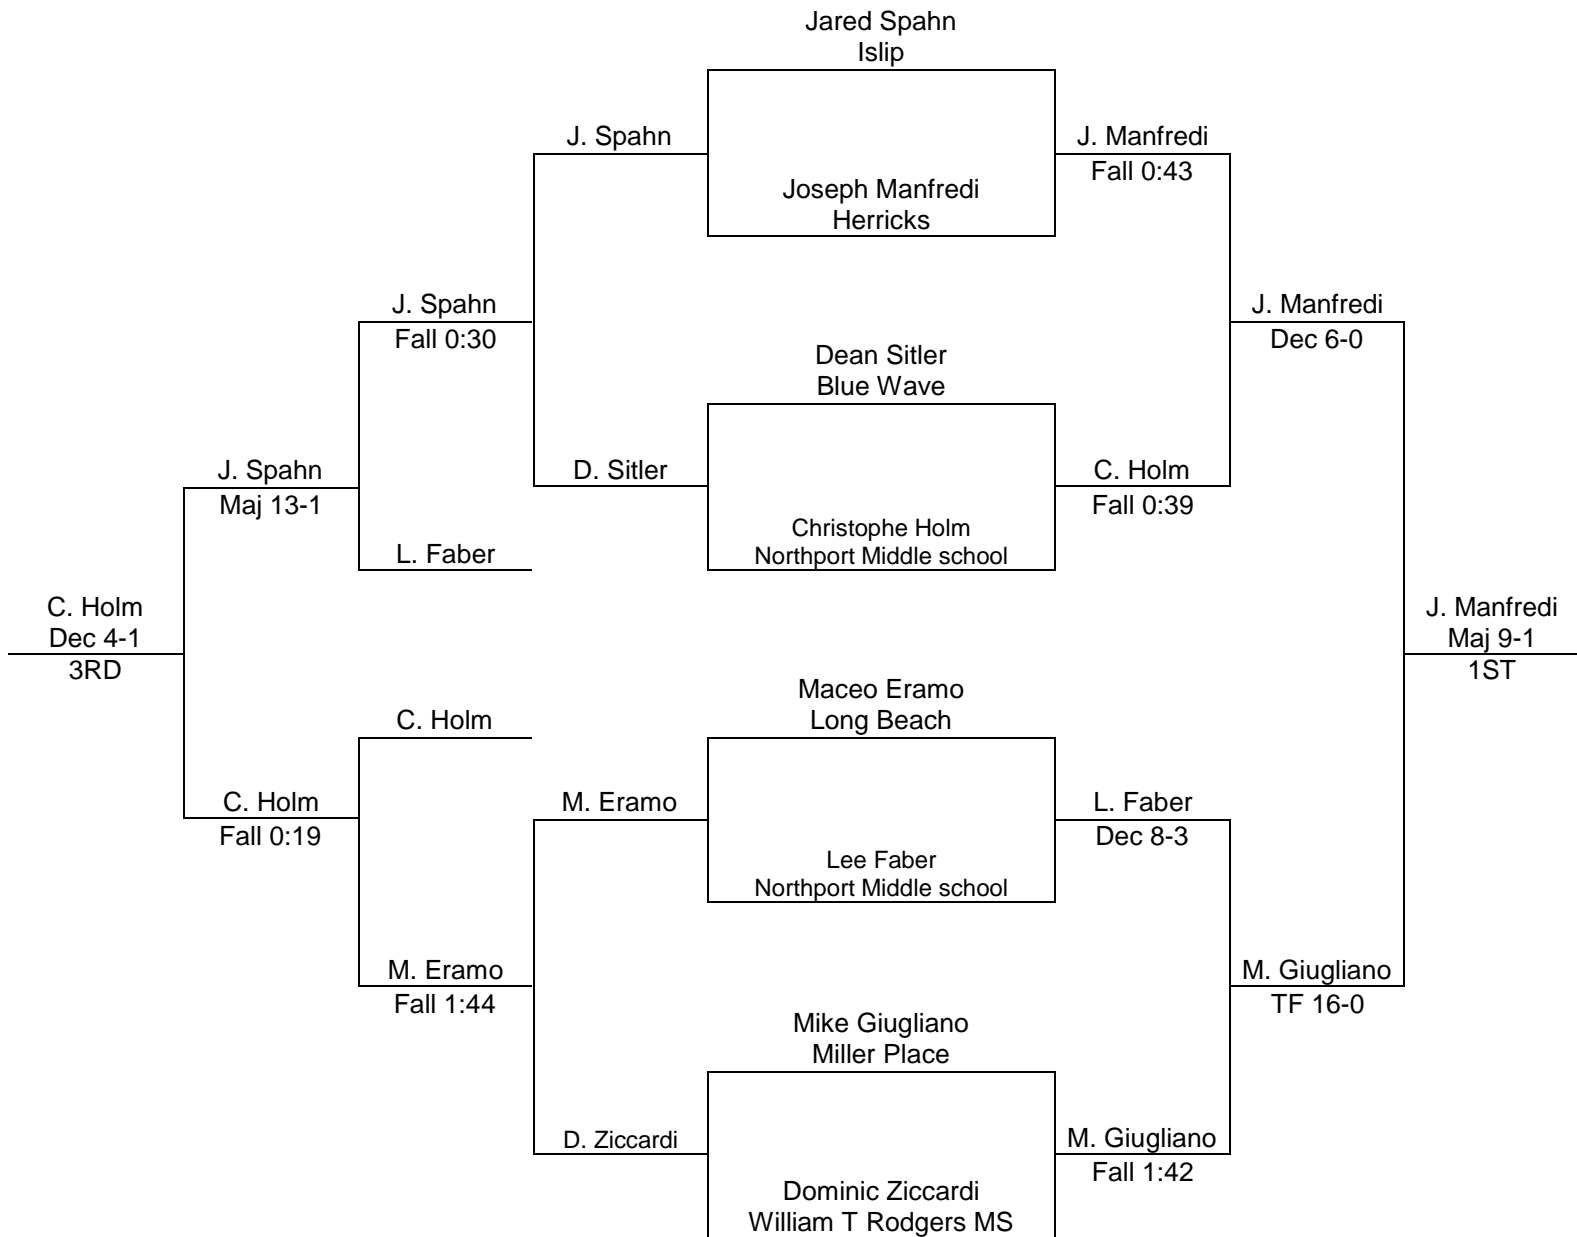 Jared Spahn
Islip
J. Spahn
J. Manfredi
Fall 0:43
Joseph Manfredi
Herricks
J. Spahn
Fall 0:30
J. Manfredi
Dec 6-0
Dean Sitler
Blue Wave
J. Spahn
Maj 13-1
D. Sitler
C. Holm
Fall 0:39
Christophe Holm
Northport Middle school
L. Faber
C. Holm
Dec 4-1
3RD
J. Manfredi
Maj 9-1
1ST
Maceo Eramo
Long Beach
C. Holm
C. Holm
Fall 0:19
M. Eramo
L. Faber
Dec 8-3
Lee Faber
Northport Middle school
M. Eramo
Fall 1:44
M. Giugliano
TF 16-0
Mike Giugliano
Miller Place
D. Ziccardi
M. Giugliano
Fall 1:42
Dominic Ziccardi
William T Rodgers MS